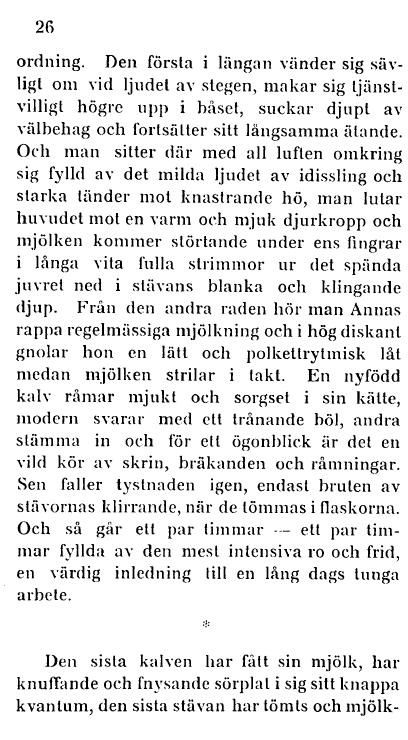 26
ordning. Den första i längan vänder sig säv-
ligt om vid ljudet av stegen, makar sig tjänst-
villigt högre upp i båset, suckar djupt av
välbehag och fortsätter sitt långsamma ätande.
Och man sitter där med all luften omkring
sig fylld av det milda ljudet av idissling och
starka tänder mot knastrande hö, man lutar
huvudet mot en varm och mjuk djurkropp och
mjölken kommer störtande under ens fingrar
i långa vita fulla strimmor ur det spända
juvret ned i stävans blanka och klingande
djup. Från den andra raden hör man Annas
rappa regelmässiga mjölkning och i hög diskant
gnolar hon en lätt och polkettrytmisk låt
medan mjölken strilar i takt. En nyfödd
kalv råmar mjukt och sorgset i sin kätte,
modern svarar med ett trånande böl, andra
stämma in och för ett ögonblick är det en
vild kör av skrin, bräkanden och råmningar.
Sen faller tystnaden igen, endast bruten av
stävornas klirrande, när de tömmas i flaskorna.
Och så går ett par timmar — ett par tim-
mar fyllda av den mest intensiva ro och frid,
en värdig inledning till en lång dags tunga
arbete.
*
Den sista kalven har fått sin mjölk, har
knuffande och fnysande sörplat i sig sitt knappa
kvantum, den sista stävan har tömts och mjölk-